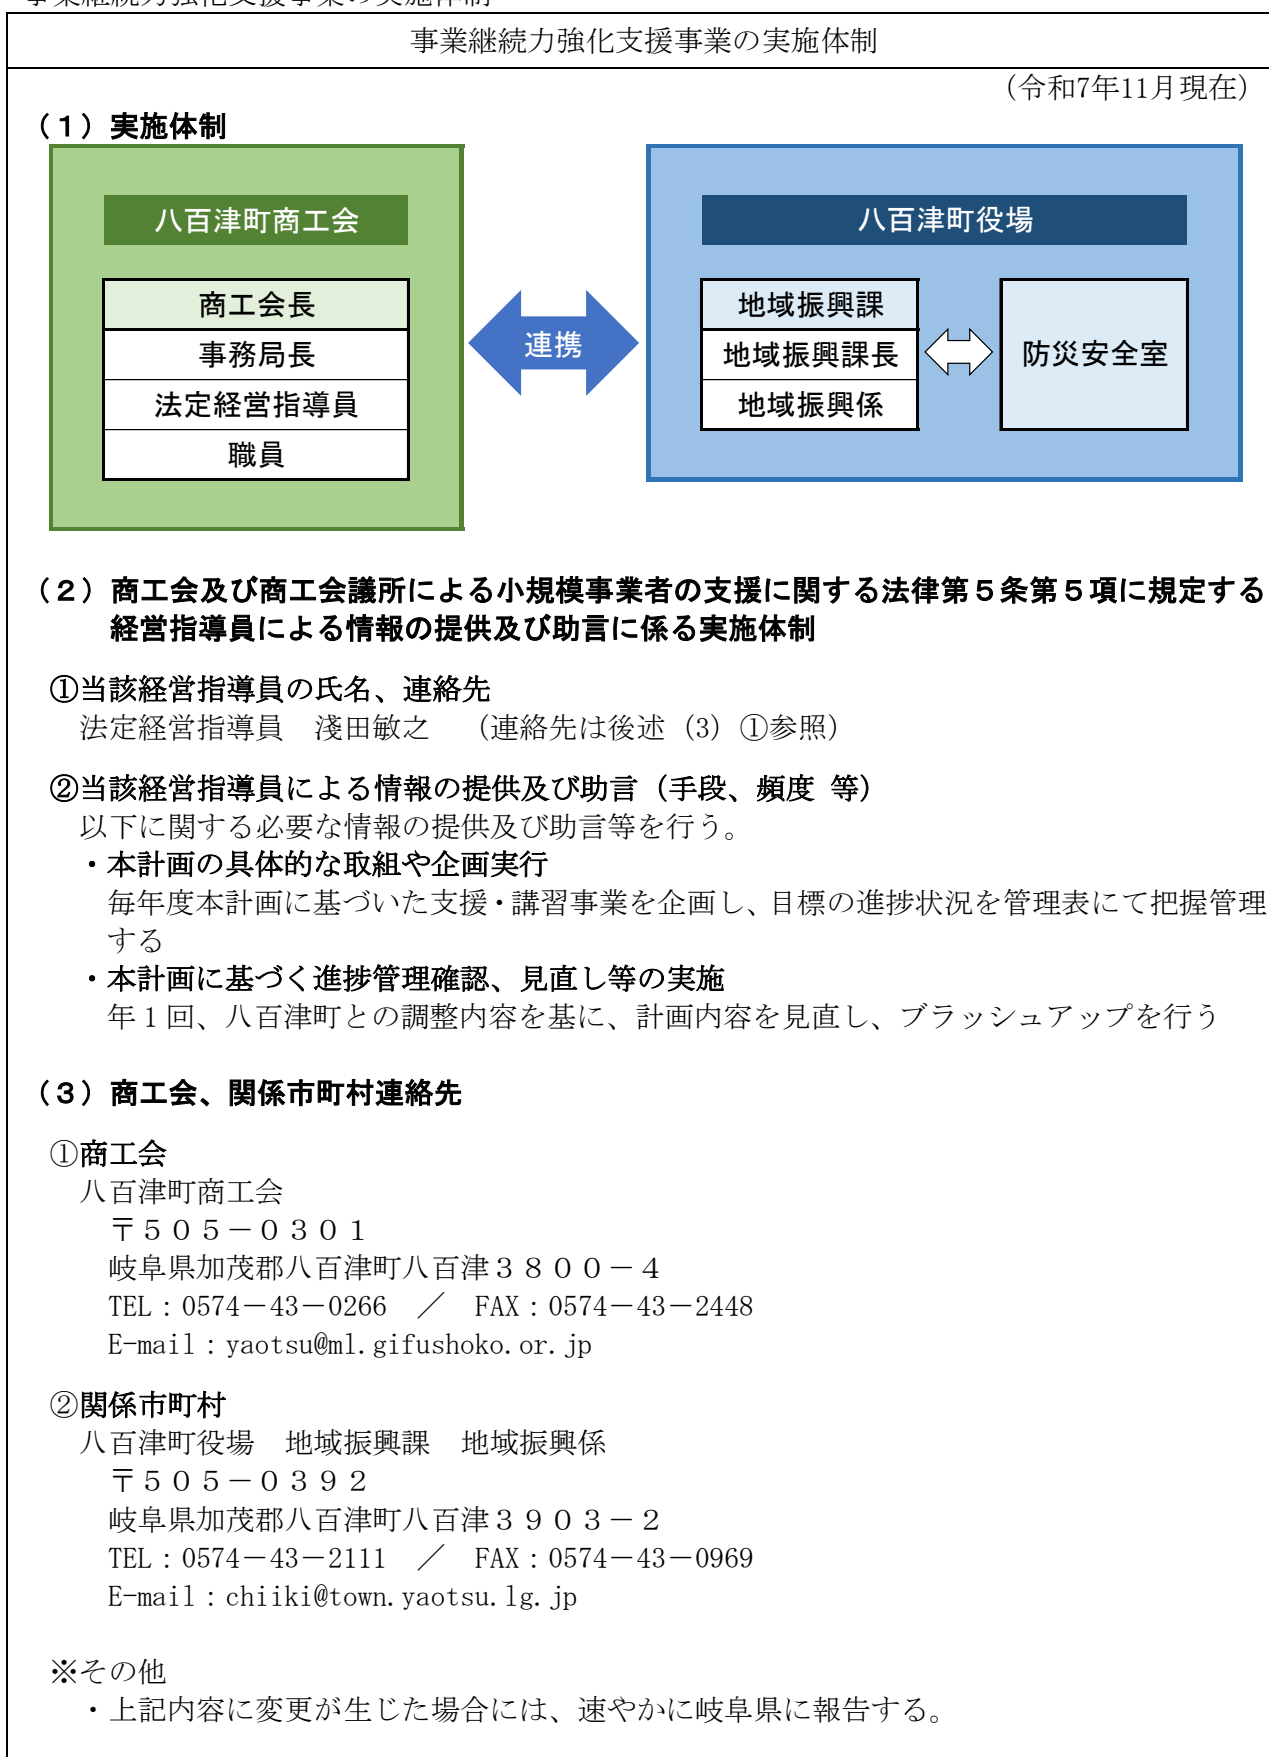 事業継続力強化支援事業の実施体制
事業継続力強化支援事業の実施体制
（令和7年11月現在）
（１）実施体制
八百津町商工会
商工会長
事務局長
法定経営指導員
職員
連携
八百津町役場
地域振興課
地域振興課長
地域振興係
防災安全室
（２）商工会及び商工会議所による小規模事業者の支援に関する法律第５条第５項に規定する
経営指導員による情報の提供及び助言に係る実施体制
①当該経営指導員の氏名、連絡先
法定経営指導員　淺田敏之　（連絡先は後述（3）①参照）
②当該経営指導員による情報の提供及び助言（手段、頻度 等）
以下に関する必要な情報の提供及び助言等を行う。
・本計画の具体的な取組や企画実行
毎年度本計画に基づいた支援・講習事業を企画し、目標の進捗状況を管理表にて把握管理
する
・本計画に基づく進捗管理確認、見直し等の実施
年１回、八百津町との調整内容を基に、計画内容を見直し、ブラッシュアップを行う
（３）商工会、関係市町村連絡先
①商工会
八百津町商工会
〒５０５－０３０１
岐阜県加茂郡八百津町八百津３８００－４
TEL：0574－43－0266　／　FAX：0574－43－2448
E-mail：yaotsu@ml.gifushoko.or.jp
②関係市町村
八百津町役場　地域振興課　地域振興係
〒５０５－０３９２
岐阜県加茂郡八百津町八百津３９０３－２
TEL：0574－43－2111　／　FAX：0574－43－0969
E-mail：chiiki@town.yaotsu.lg.jp
※その他
・上記内容に変更が生じた場合には、速やかに岐阜県に報告する。